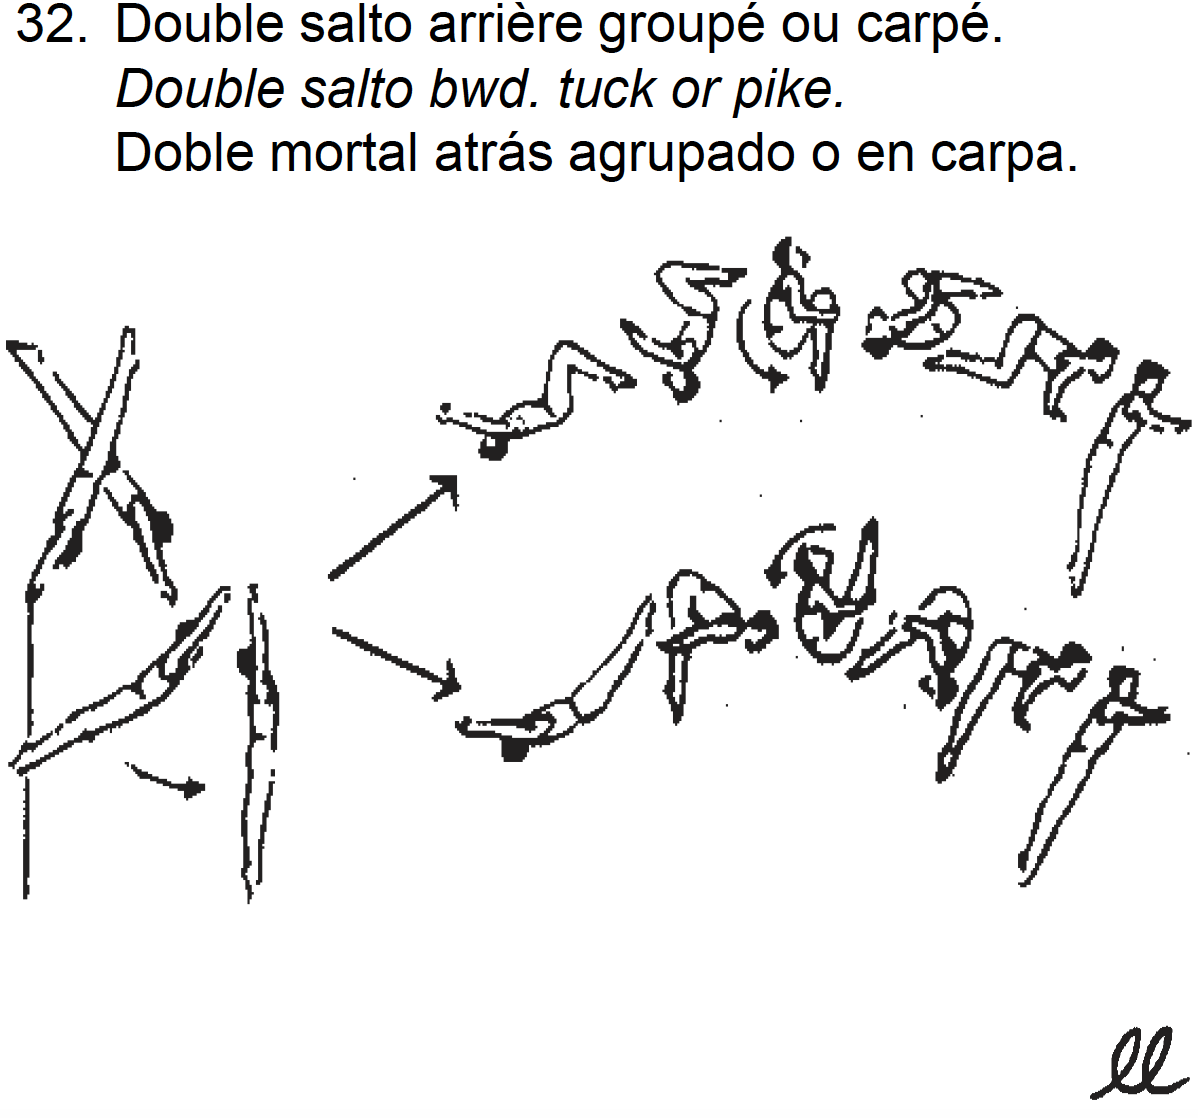 32. Double salto arrière groupé ou carpé.
Double salto bwd. tuck or pike.
Doble mortal atrás agrupado o en carpa.